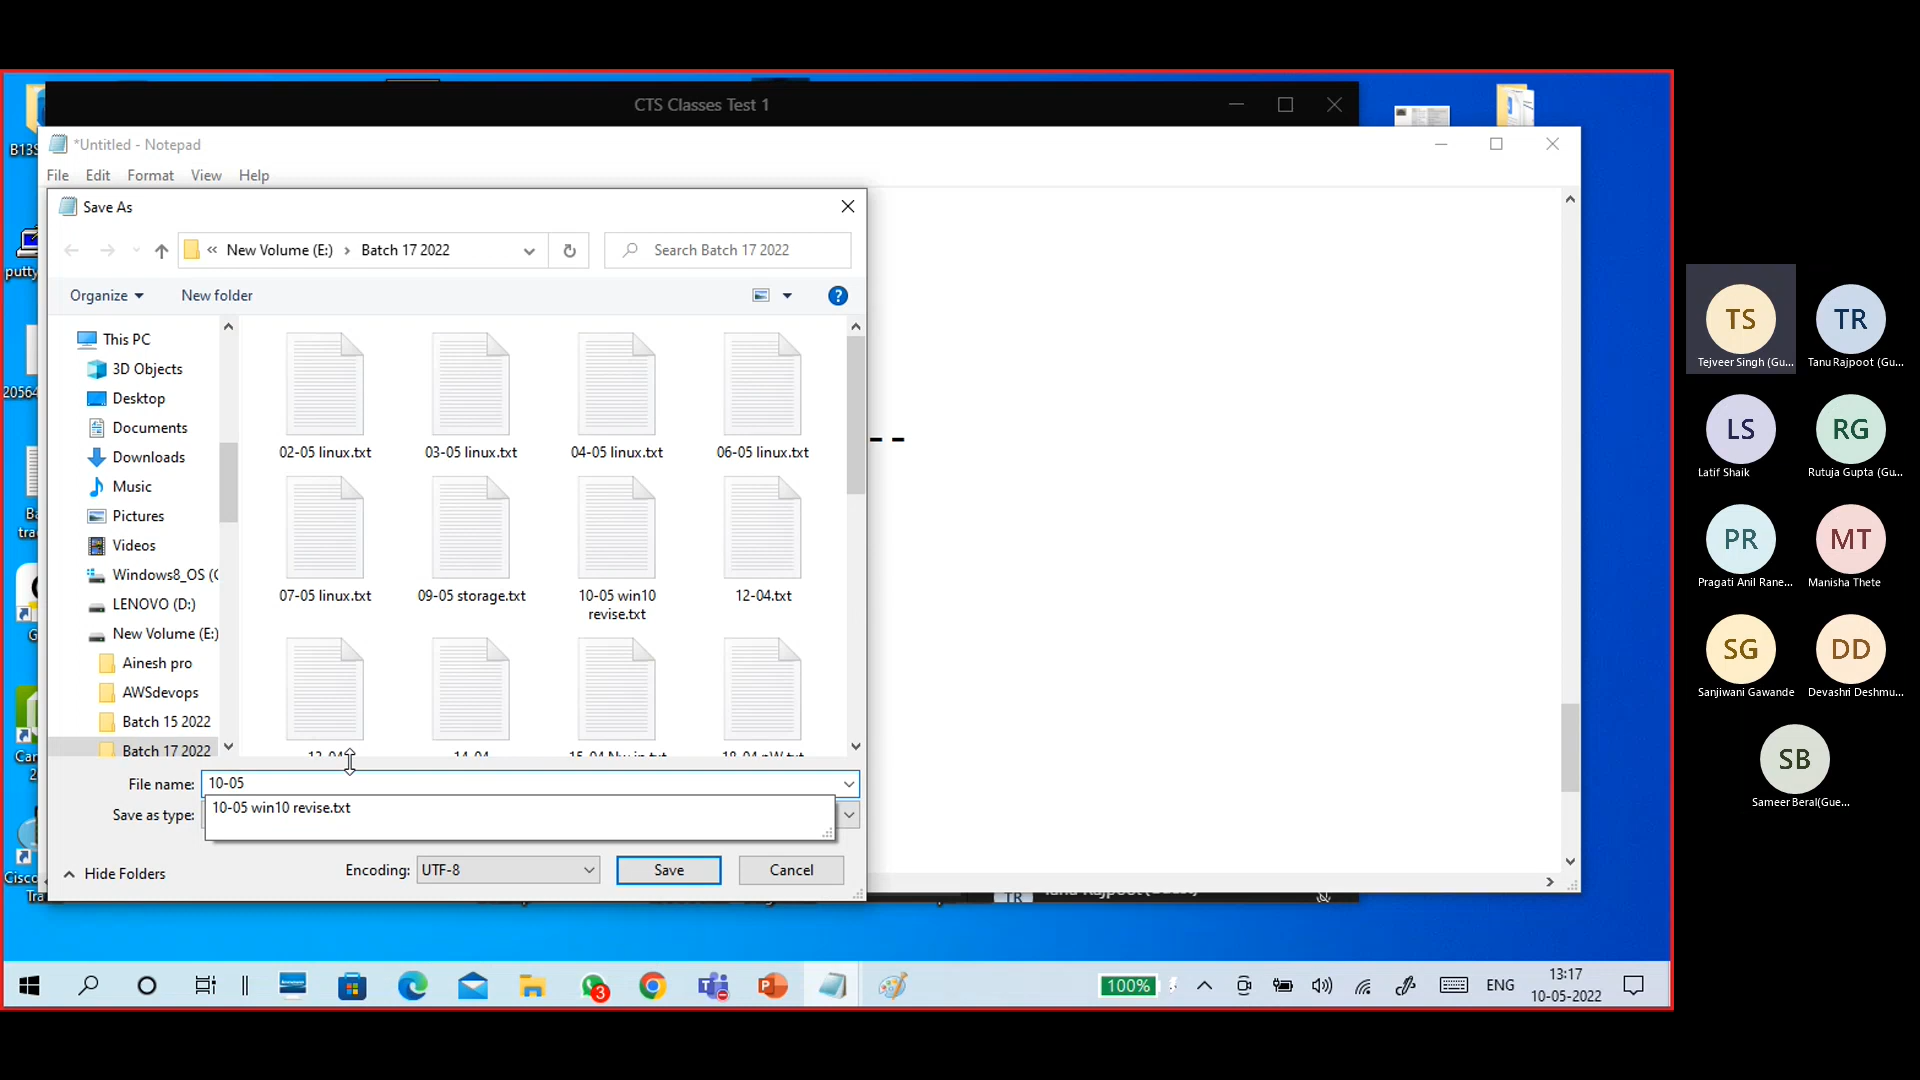 CTS Classes Test 1
*Untitled - Notepad
File Edit Format View Help
Save As
« New Volume (E:) › Batch 17 2022
Search Batch 17 2022
Organize
New folder
This PC
3D Objects
Desktop
Documents
Downloads
Music
Pictures
Videos
Windows8_OS (C
LENOVO (D:)
New Volume (E:)
Ainesh pro
AWSdevops
Batch 15 2022
Batch 17 2022
02-05 linux.txt
03-05 linux.txt
04-05 linux.txt
06-05 linux.txt
07-05 linux.txt
09-05 storage.txt
10-05 win10
revise.txt
12-04.txt
File name: 10-05
10-05 win10 revise.txt
Save as type:
Hide Folders
Encoding: UTF-8
Save
Cancel
--
B13S
putty
20564
100%
3
ENG
13:17
10-05-2022
TS
Tejveer Singh (Gu...
TR
Tanu Rajpoot (Gu...
LS
Latif Shaik
RG
Rutuja Gupta (Gu...
PR
Pragati Anil Rane...
MT
Manisha Thete
SG
Sanjiwani Gawande
DD
Devashri Deshmu...
SB
Sameer Beral(Gue...